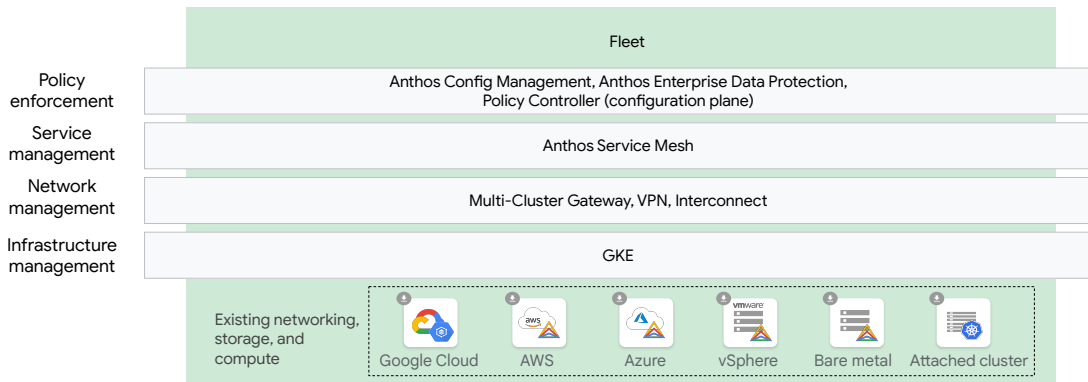 Fleet
Policy
enforcement
Anthos Config Management, Anthos Enterprise Data Protection,
Policy Controller (configuration plane)
Service
management
Anthos Service Mesh
Network
management
Multi-Cluster Gateway, VPN, Interconnect
Infrastructure
management
GKE
Existing networking,
storage, and
compute
aws
vmware
Google Cloud
AWS
Azure
vSphere
Bare metal
Attached cluster